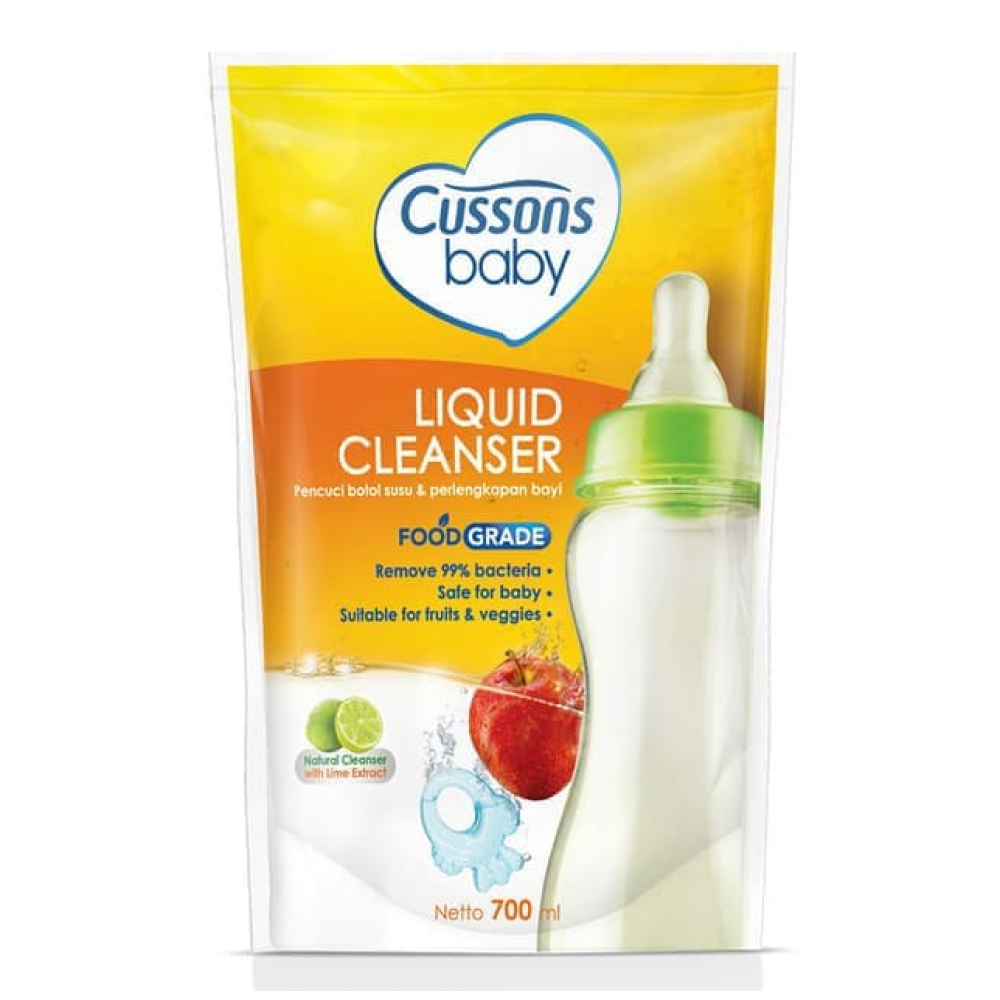 Cussons
baby
LIQUID
CLEANSER
Pencuci botol susu & perlengkapan bayi
FOOD GRADE
Remove 99% bacteria •
Safe for baby •
Suitable for fruits & veggies •
Natural Cleanser
with Lime Extract
Netto 700 ml